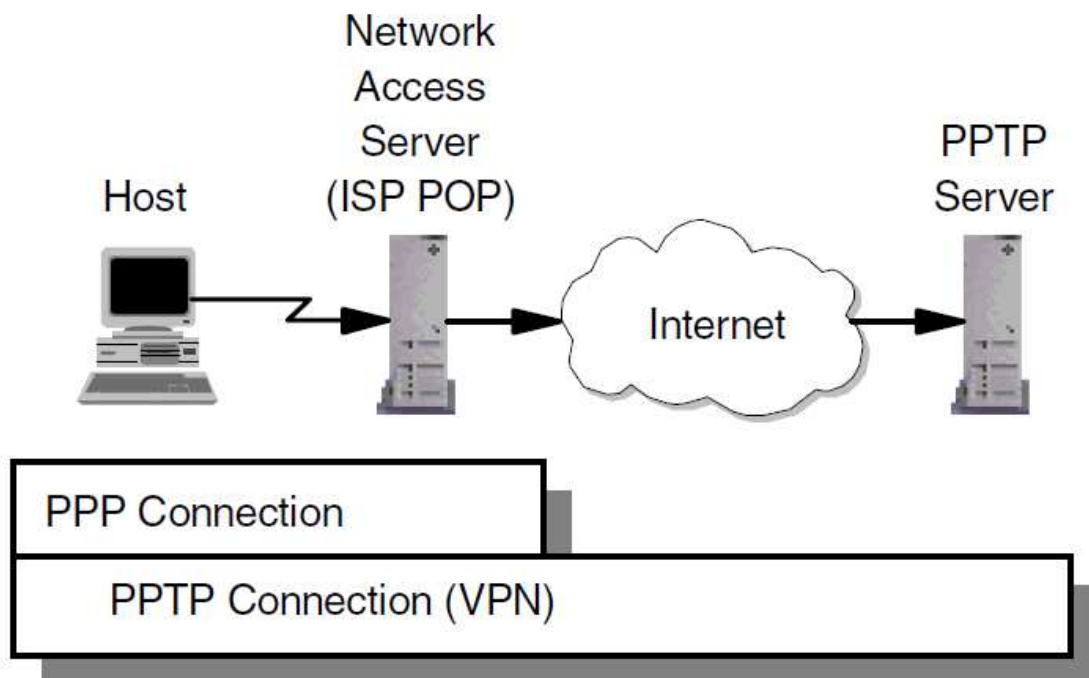 Network
Access
Server
(ISP POP)
Host
PPTP
Server
Internet
PPP Connection
PPTP Connection (VPN)